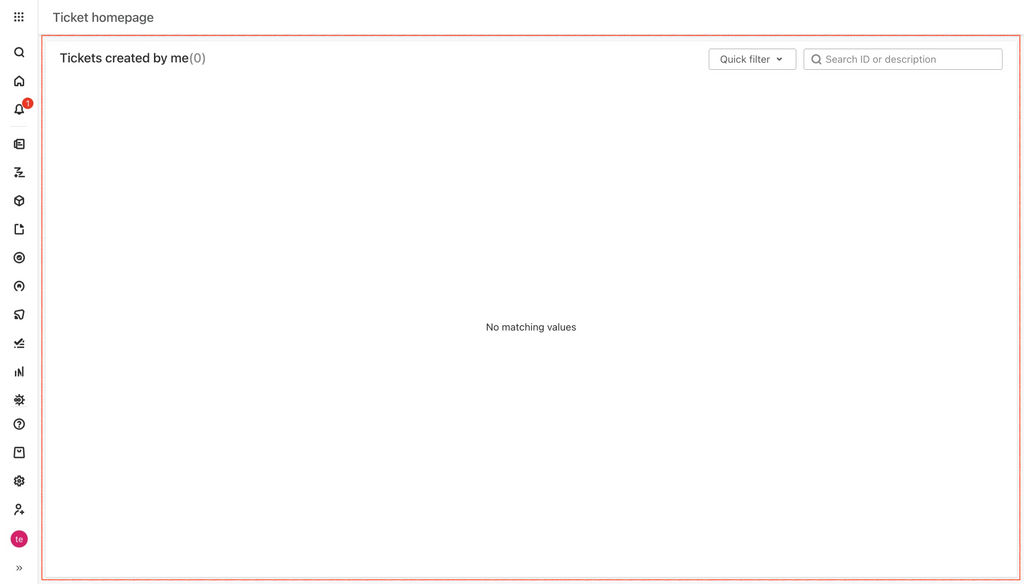 Ticket homepage
Tickets created by me(0)
Quick filter
Search ID or description
1
No matching values
te